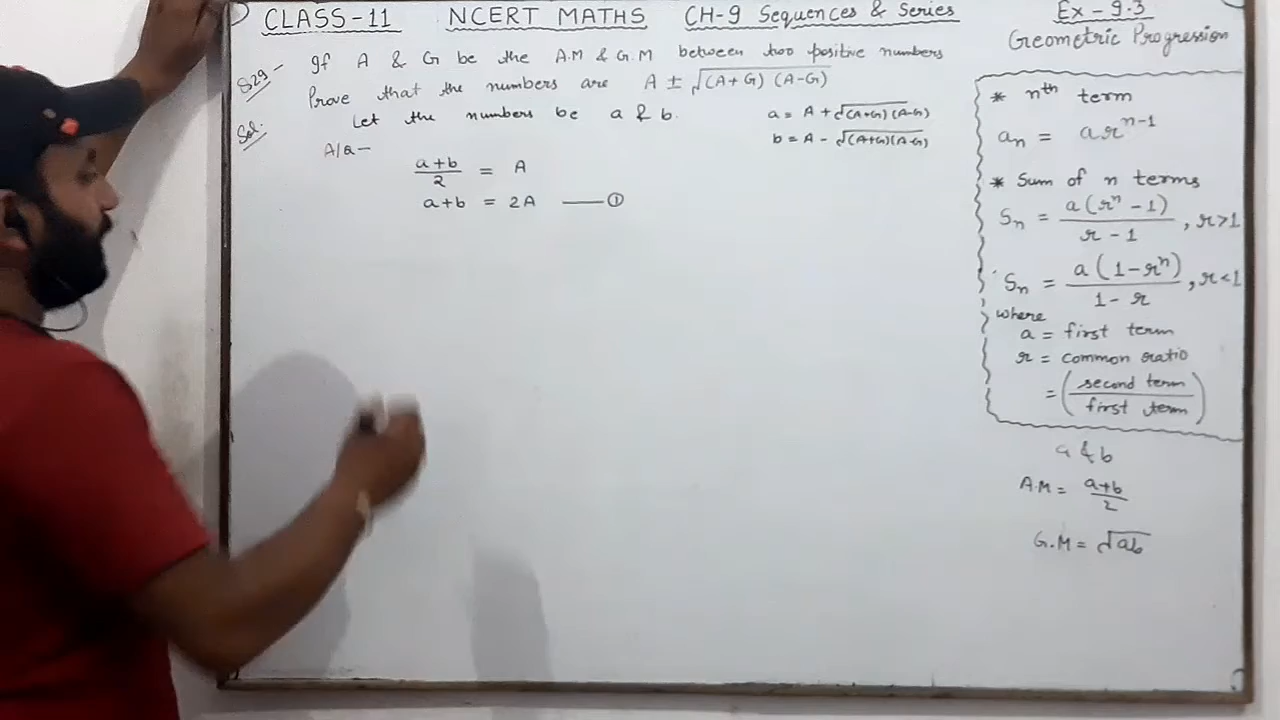 CLASS-11 NCERT MATHS CH-9 Sequences & Series
Ex - 9.3
Geometric Progression
Q29 - If A & G be the A.M & G.M between two positive numbers
Prove that the numbers are A ± √(A+G)(A-G)
Sol. Let the numbers be a & b.
a = A + √(A+G)(A-G)
b = A - √(A+G)(A-G)
A/Q -
a+b/2 = A
a+b = 2A —— ①
* nth term
aₙ = arⁿ⁻¹
* Sum of n terms
Sₙ = a(rⁿ - 1)/r - 1, r>1
Sₙ = a(1-rⁿ)/1 - r, r<1
where
a = first term
r = common ratio
= (second term/first term)
a & b
A.M = a+b/2
G.M = √ab